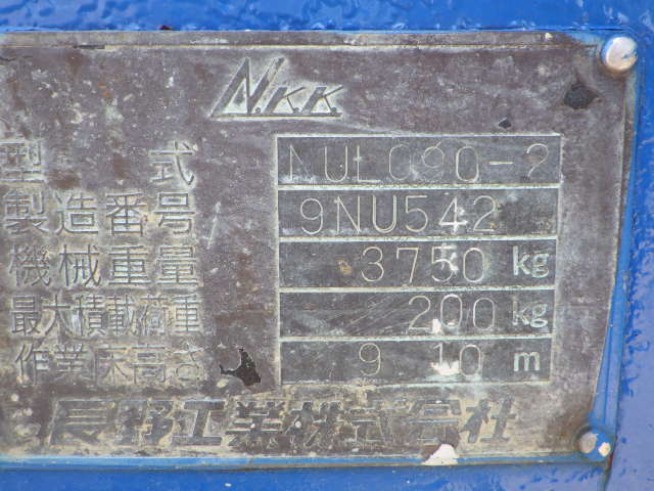 N.K.K.
型式 NUL090-2
製造番号 9NU542
機械重量 3750 kg
最大積載荷重 200 kg
作業床高さ 9 10 m
長野工業株式会社